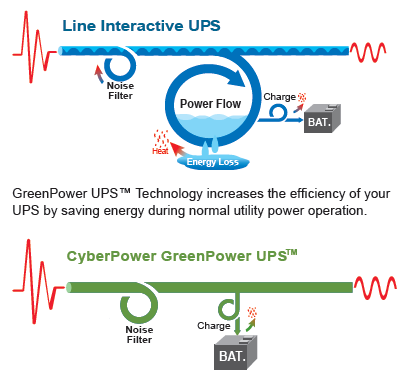 Line Interactive UPS
Noise
Filter
Power Flow
Charge
BAT.
Heat
Energy Loss
GreenPower UPS™ Technology increases the efficiency of your
UPS by saving energy during normal utility power operation.
CyberPower GreenPower UPS™
Noise
Filter
Charge
BAT.